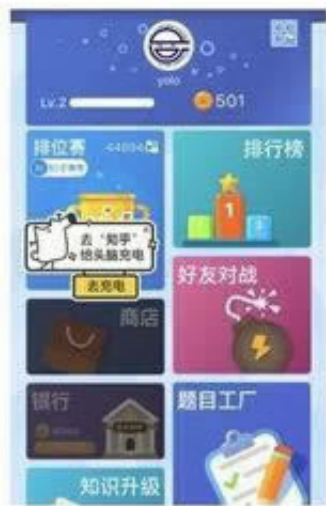 yolo
Lv.2
501
排位赛
排行榜
去“知乎”
给头脑充电
去充电
好友对战
商店
银行
题目工厂
知识升级